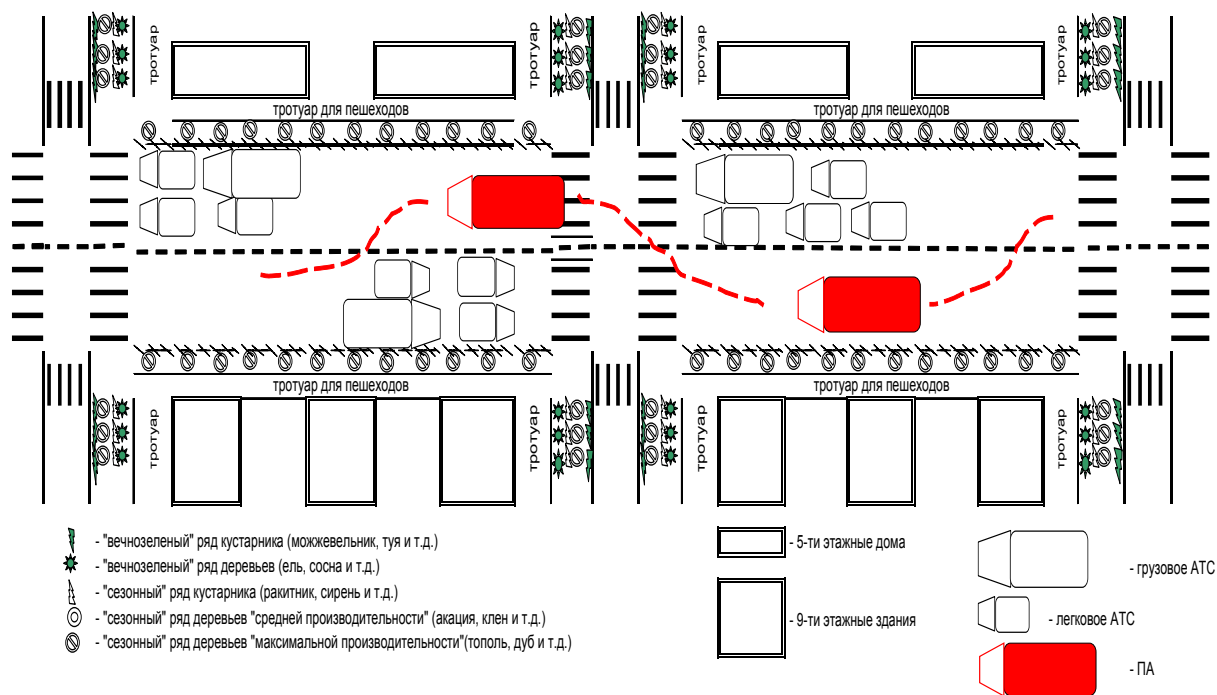 тротуар
тротуар
тротуар
тротуар
тротуар для пешеходов
тротуар для пешеходов
тротуар для пешеходов
тротуар для пешеходов
тротуар
тротуар
тротуар
тротуар
- "вечнозеленый" ряд кустарника (можжевельник, туя и т.д.)
- "вечнозеленый" ряд деревьев (ель, сосна и т.д.)
- "сезонный" ряд кустарника (ракитник, сирень и т.д.)
- "сезонный" ряд деревьев "средней производительности" (акация, клен и т.д.)
- "сезонный" ряд деревьев "максимальной производительности"(тополь, дуб и т.д.)
- 5-ти этажные дома
- 9-ти этажные здания
- грузовое АТС
- легковое АТС
- ПА